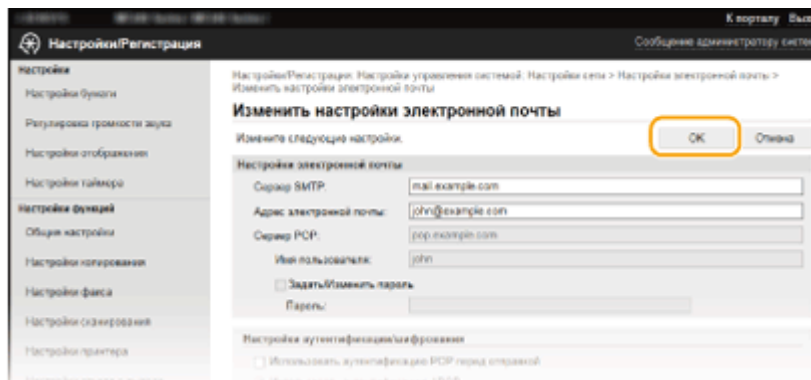 К порталу Вых
Настройки/Регистрация
Сообщение администратору систем
Настройки
Настройки бумаги
Регулировка громкости звука
Настройки отображения
Настройки таймера
Настройки функций
Общие настройки
Настройки копирования
Настройки факса
Настройки сканирования
Настройки принтера
Настройки/Регистрация: Настройки управления системой: Настройки сети > Настройки электронной почты >
Изменить настройки электронной почты
Изменить настройки электронной почты
Измените следующие настройки.
OK
Отмена
Настройки электронной почты
Сервер SMTP:
mail.example.com
Адрес электронной почты:
john@example.com
Сервер POP:
pop.example.com
Имя пользователя:
john
Задать/Изменить пароль
Пароль:
Настройки аутентификации/шифрования
Использовать аутентификацию POP перед отправкой